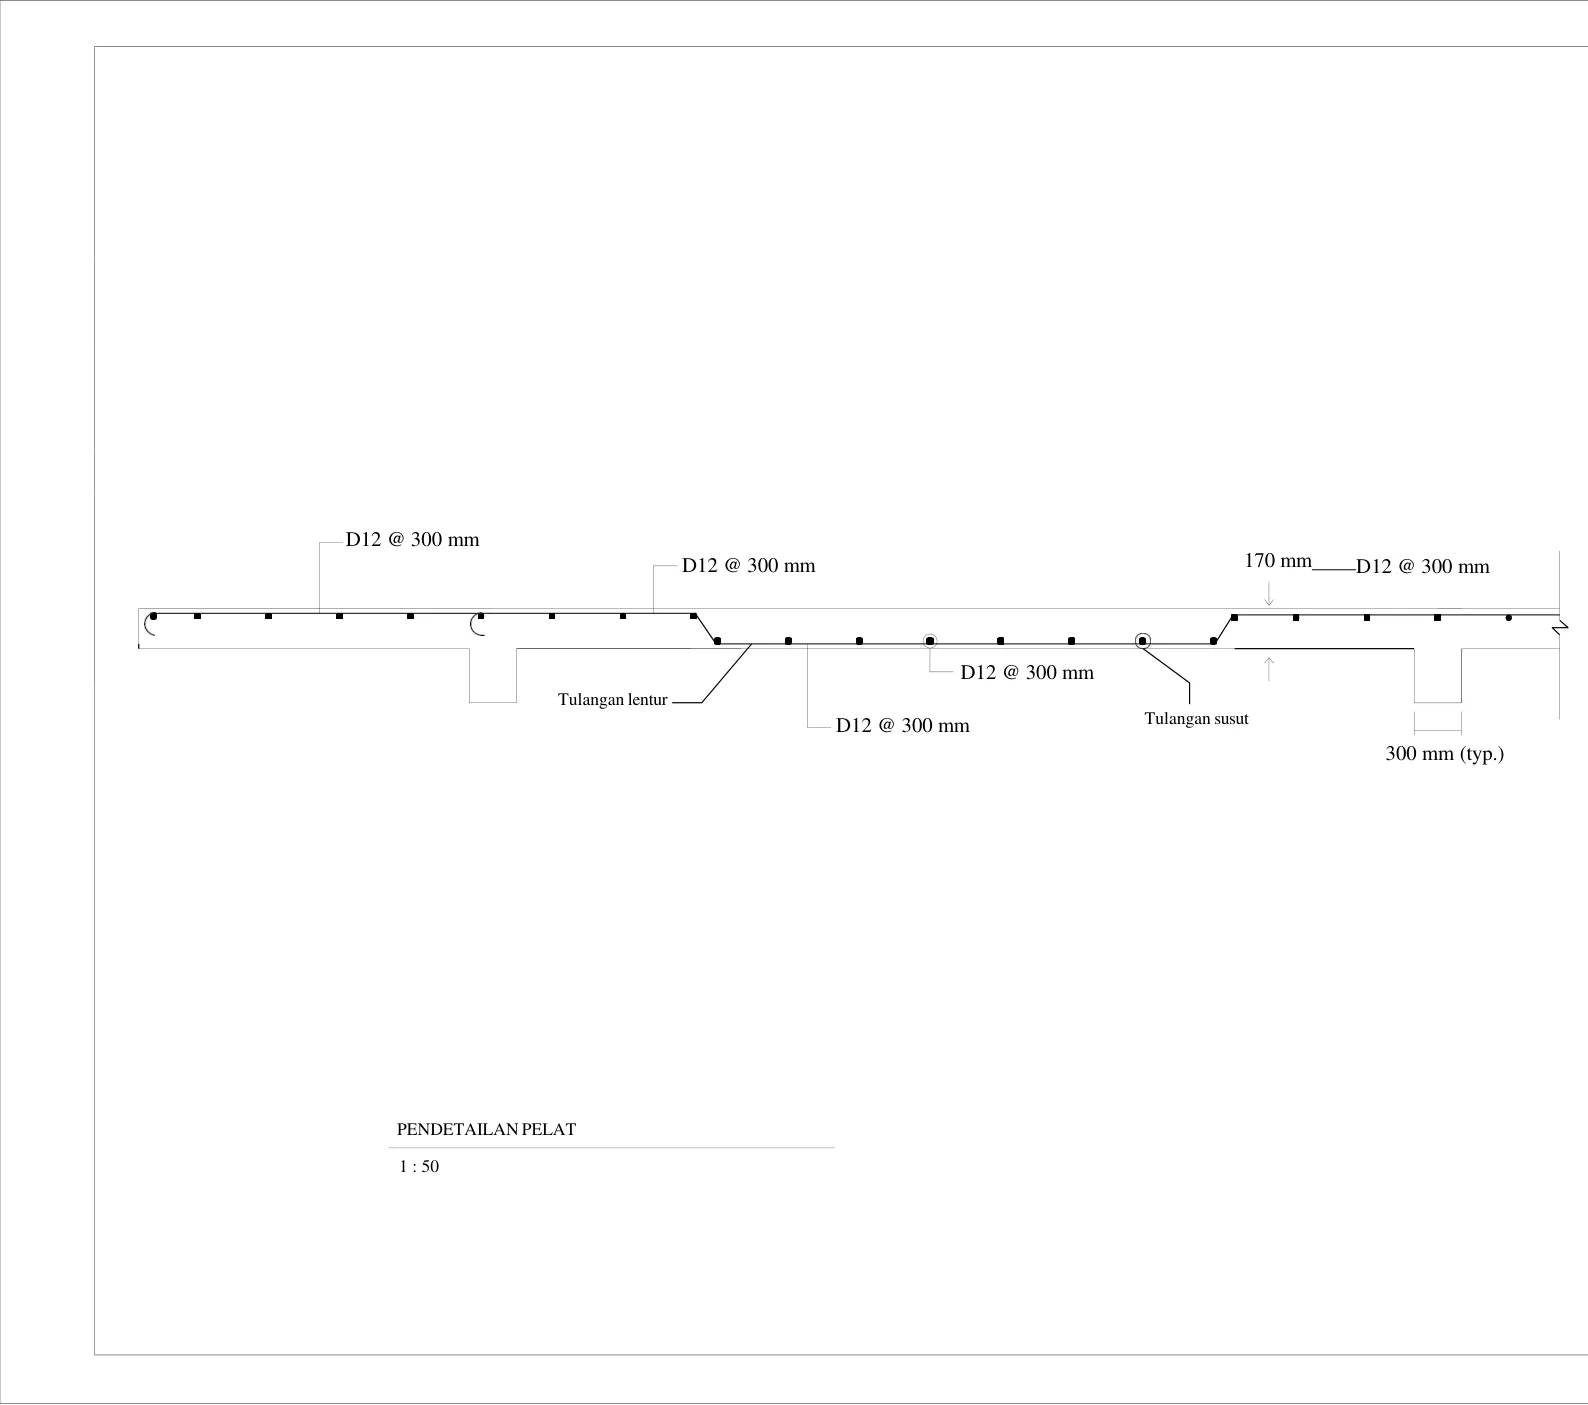 D12 @ 300 mm
D12 @ 300 mm
170 mm
D12 @ 300 mm
D12 @ 300 mm
Tulangan lentur
Tulangan susut
D12 @ 300 mm
300 mm (typ.)
PENDETAILAN PELAT
1 : 50